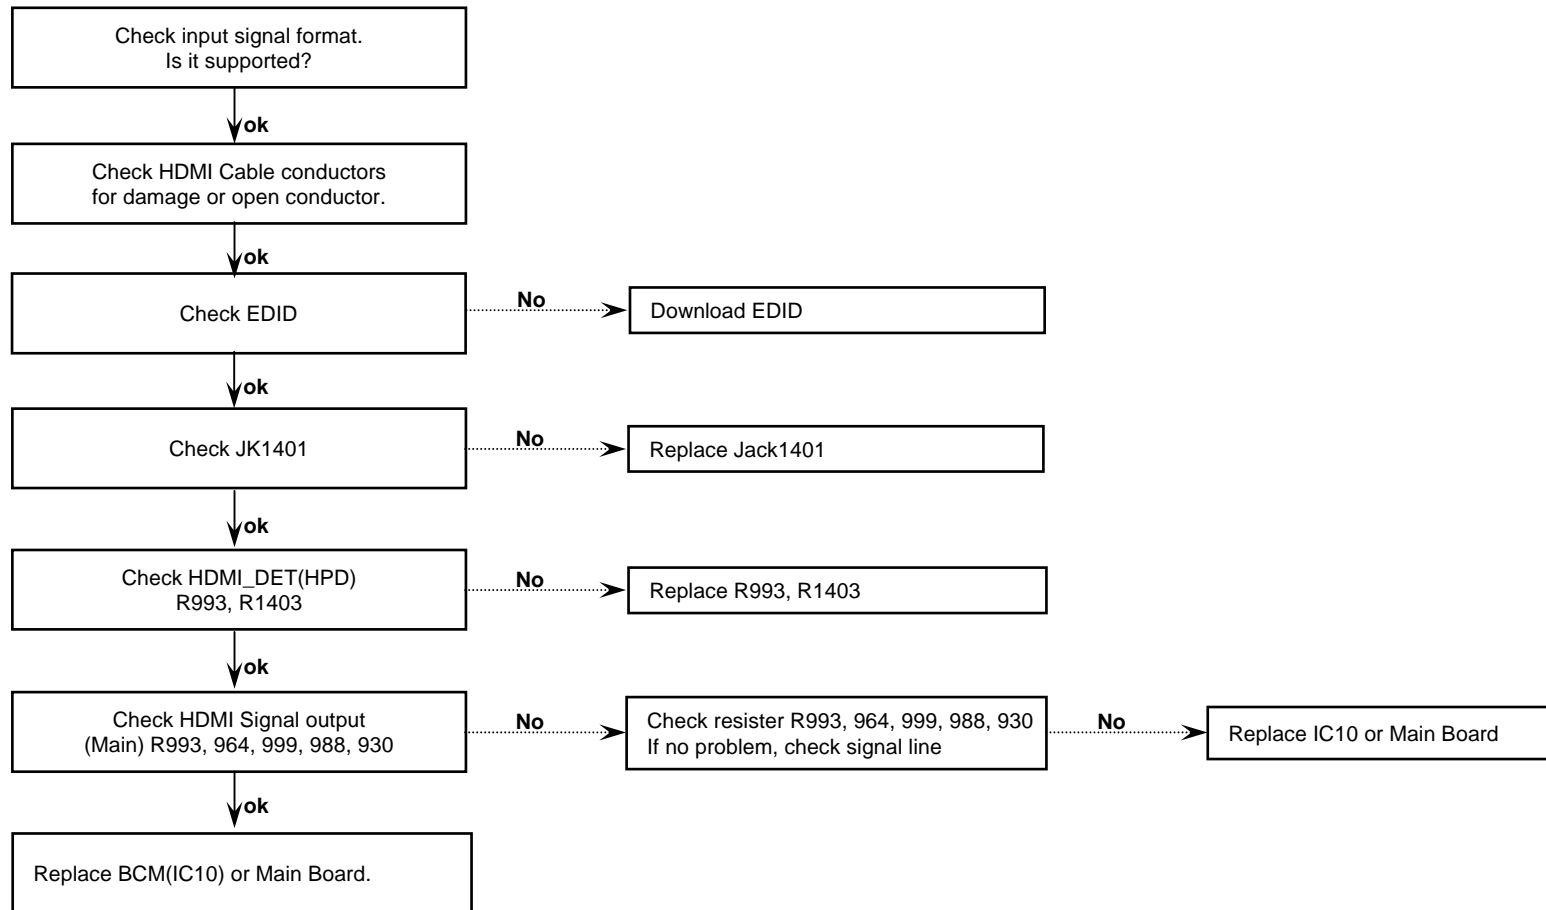 Check input signal format.
Is it supported?
ok
Check HDMI Cable conductors
for damage or open conductor.
ok
Check EDID
No
Download EDID
ok
Check JK1401
No
Replace Jack1401
ok
Check HDMI_DET(HPD)
R993, R1403
No
Replace R993, R1403
ok
Check HDMI Signal output
(Main) R993, 964, 999, 988, 930
No
Check resister R993, 964, 999, 988, 930
If no problem, check signal line
No
Replace IC10 or Main Board
ok
Replace BCM(IC10) or Main Board.